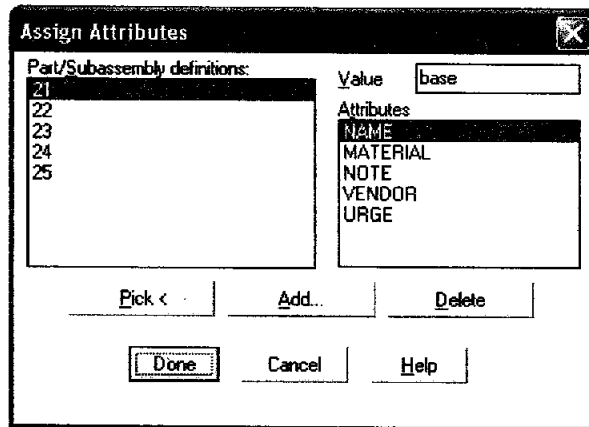 Assign Attributes
Part/Subassembly definitions:
21
22
23
24
25
Value base
Attributes
NAME
MATERIAL
NOTE
VENDOR
URGE
Pick <
Add...
Delete
Done
Cancel
Help